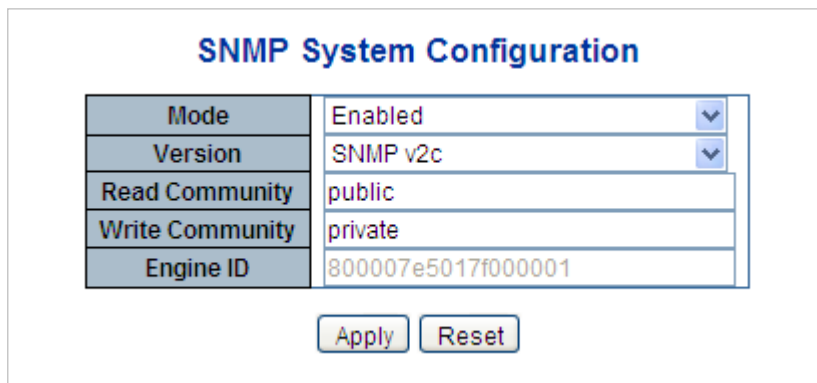 SNMP System Configuration
Mode Enabled
Version SNMP v2c
Read Community public
Write Community private
Engine ID 800007e5017f000001
Apply Reset